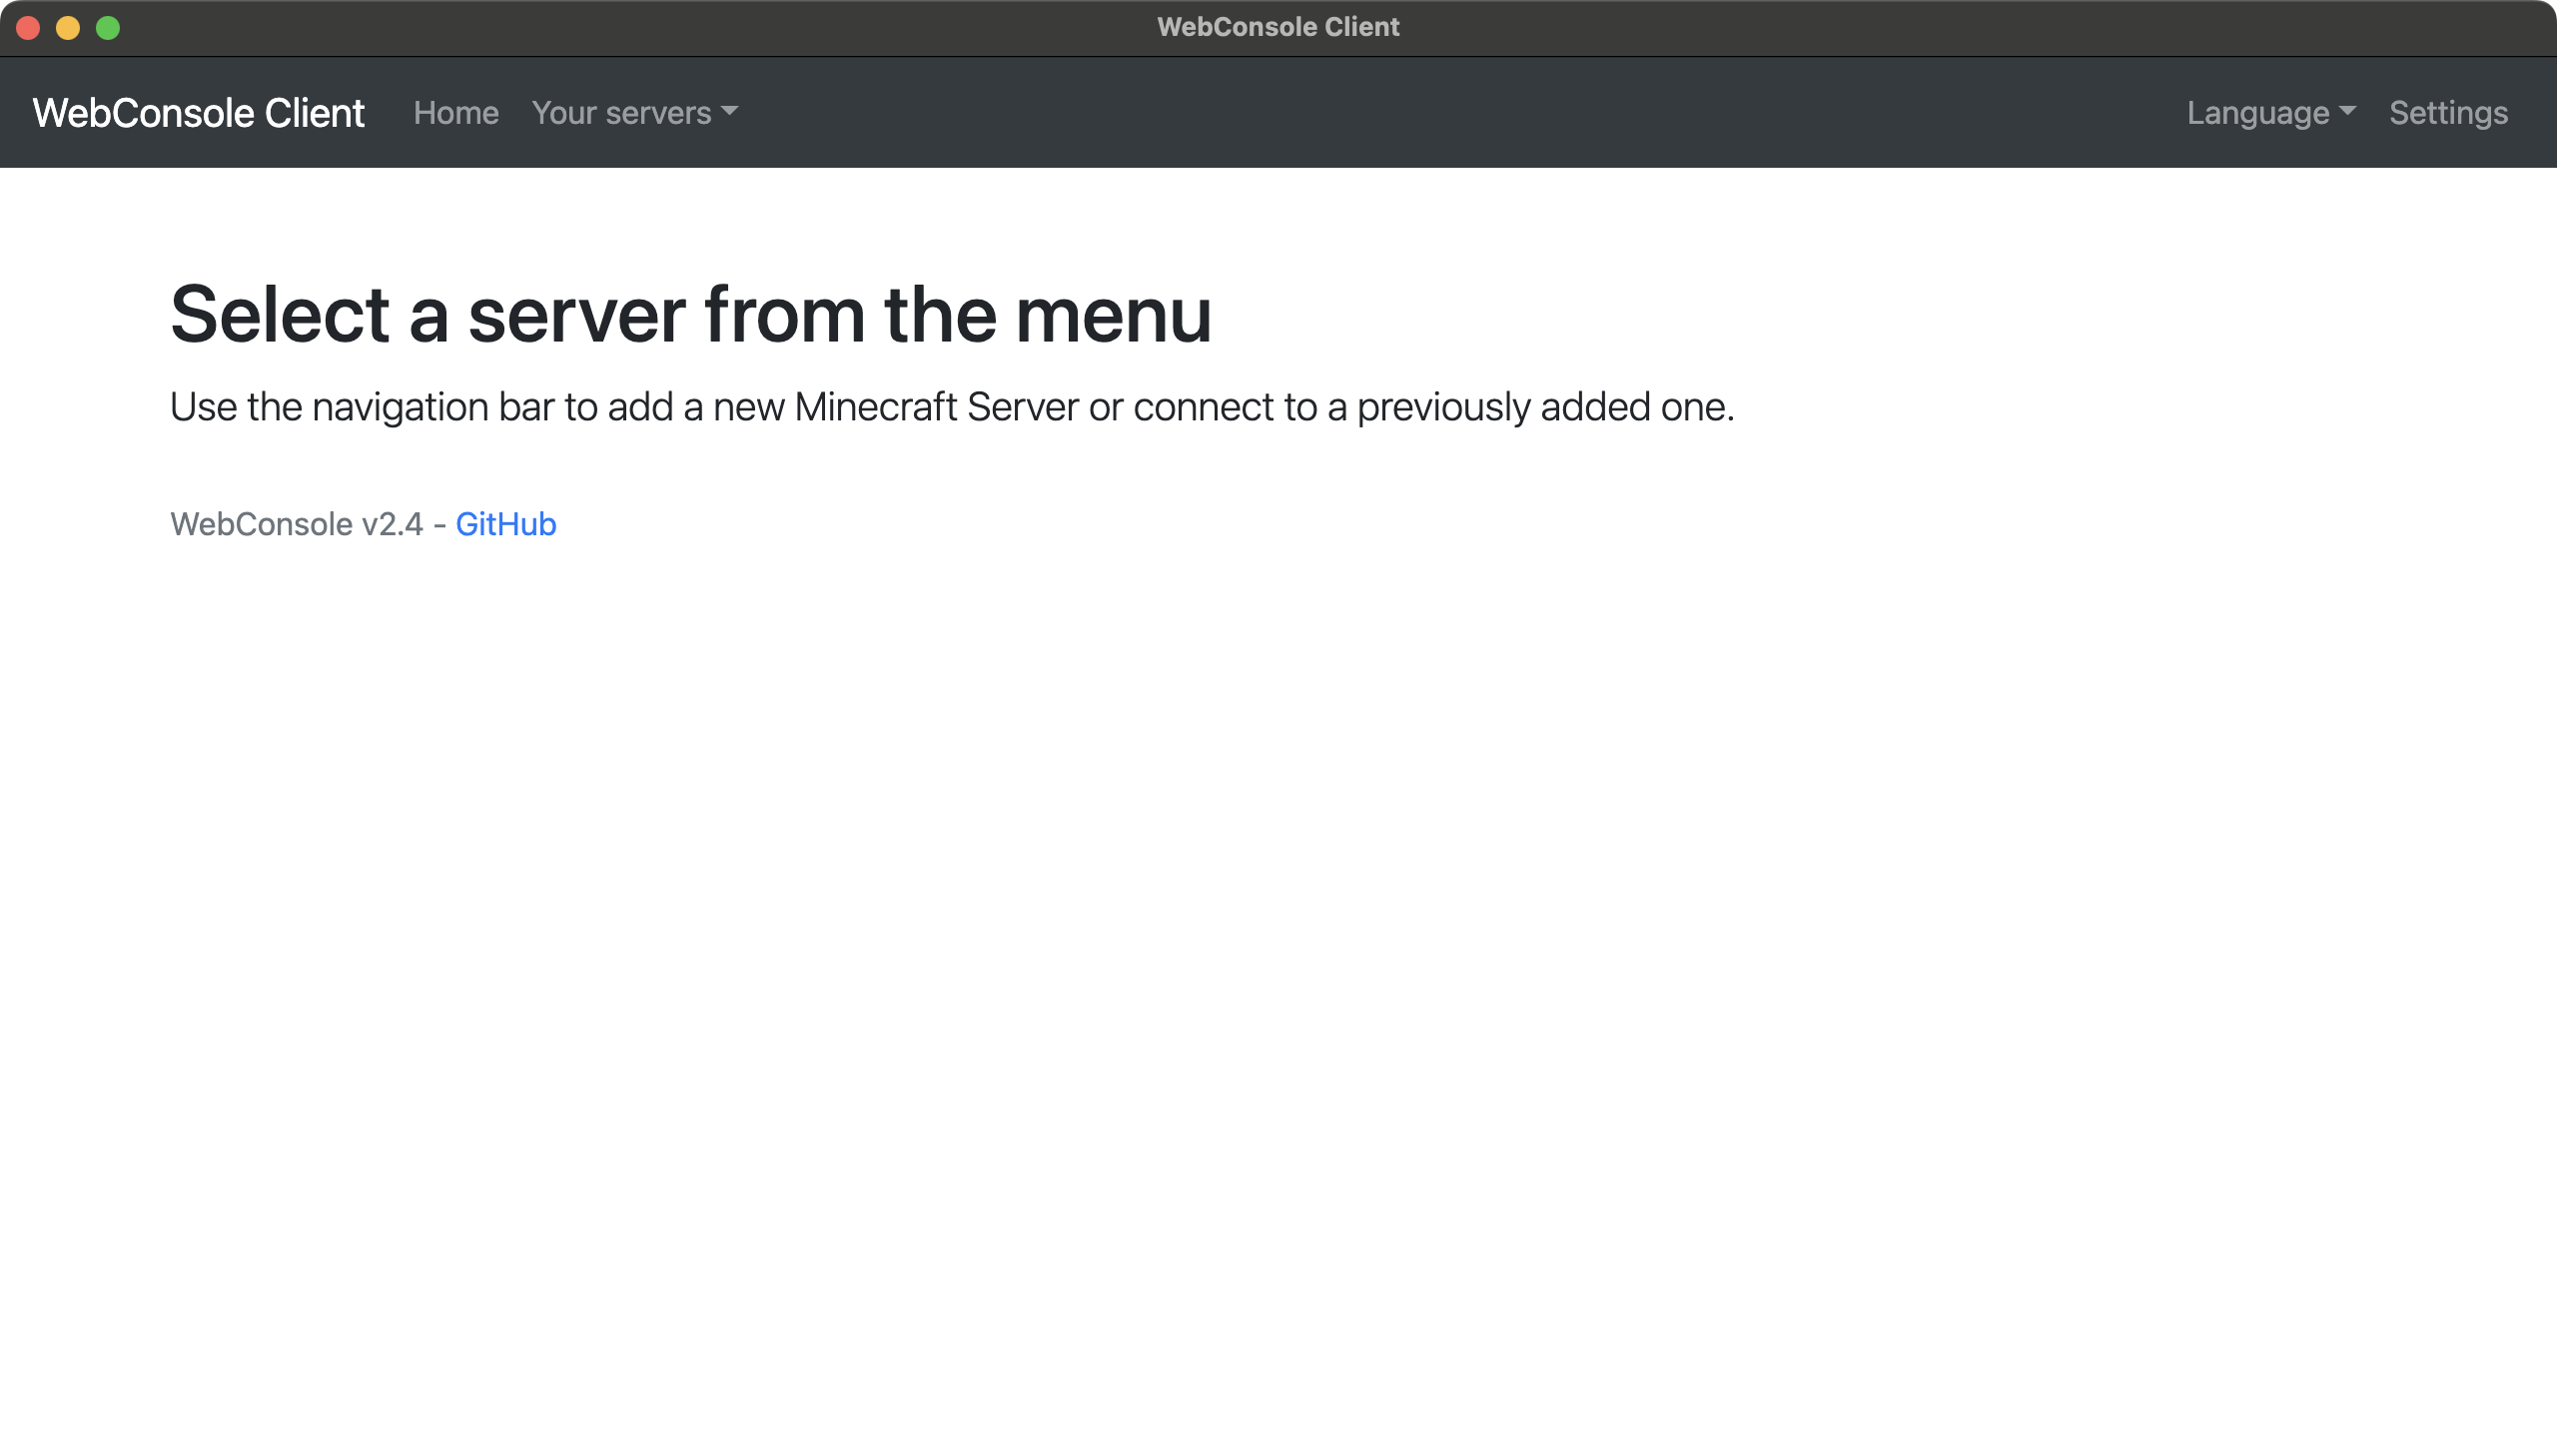 WebConsole Client
WebConsole Client Home Your servers Language Settings
Select a server from the menu
Use the navigation bar to add a new Minecraft Server or connect to a previously added one.
WebConsole v2.4 - GitHub